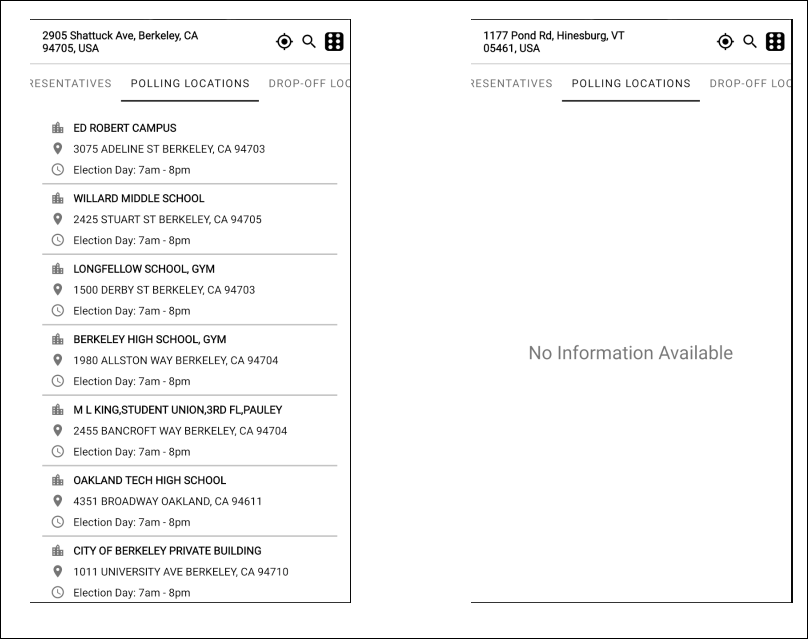 2905 Shattuck Ave, Berkeley, CA
94705, USA
RESENTATIVES POLLING LOCATIONS DROP-OFF LOC
ED ROBERT CAMPUS
3075 ADELINE ST BERKELEY, CA 94703
Election Day: 7am - 8pm
WILLARD MIDDLE SCHOOL
2425 STUART ST BERKELEY, CA 94705
Election Day: 7am - 8pm
LONGFELLOW SCHOOL, GYM
1500 DERBY ST BERKELEY, CA 94703
Election Day: 7am - 8pm
BERKELEY HIGH SCHOOL, GYM
1980 ALLSTON WAY BERKELEY, CA 94704
Election Day: 7am - 8pm
M L KING,STUDENT UNION,3RD FL,PAULEY
2455 BANCROFT WAY BERKELEY, CA 94704
Election Day: 7am - 8pm
OAKLAND TECH HIGH SCHOOL
4351 BROADWAY OAKLAND, CA 94611
Election Day: 7am - 8pm
CITY OF BERKELEY PRIVATE BUILDING
1011 UNIVERSITY AVE BERKELEY, CA 94710
Election Day: 7am - 8pm
1177 Pond Rd, Hinesburg, VT
05461, USA
RESENTATIVES POLLING LOCATIONS DROP-OFF LOC
No Information Available